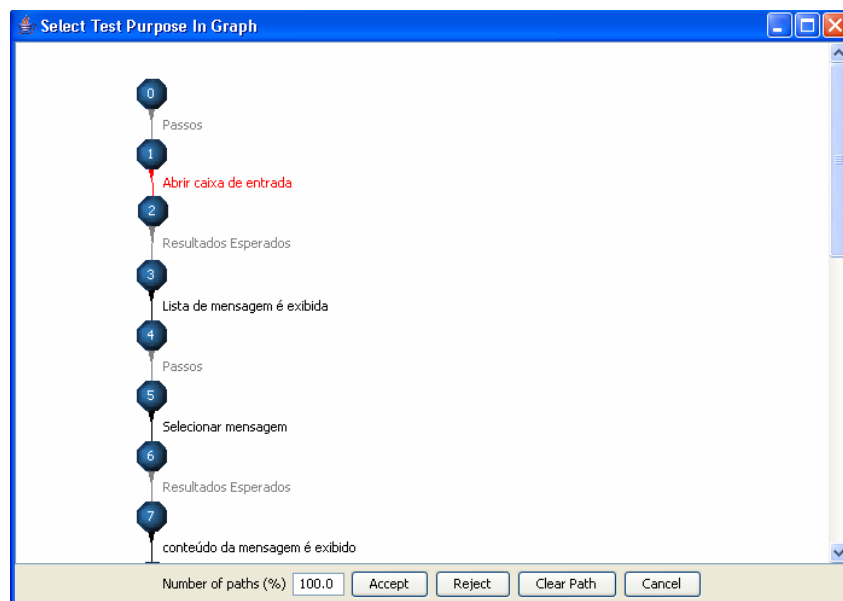 Select Test Purpose In Graph
0
Passos
1
Abrir caixa de entrada
2
Resultados Esperados
3
Lista de mensagem é exibida
4
Passos
5
Selecionar mensagem
6
Resultados Esperados
7
conteúdo da mensagem é exibido
Number of paths (%) 100.0 Accept Reject Clear Path Cancel